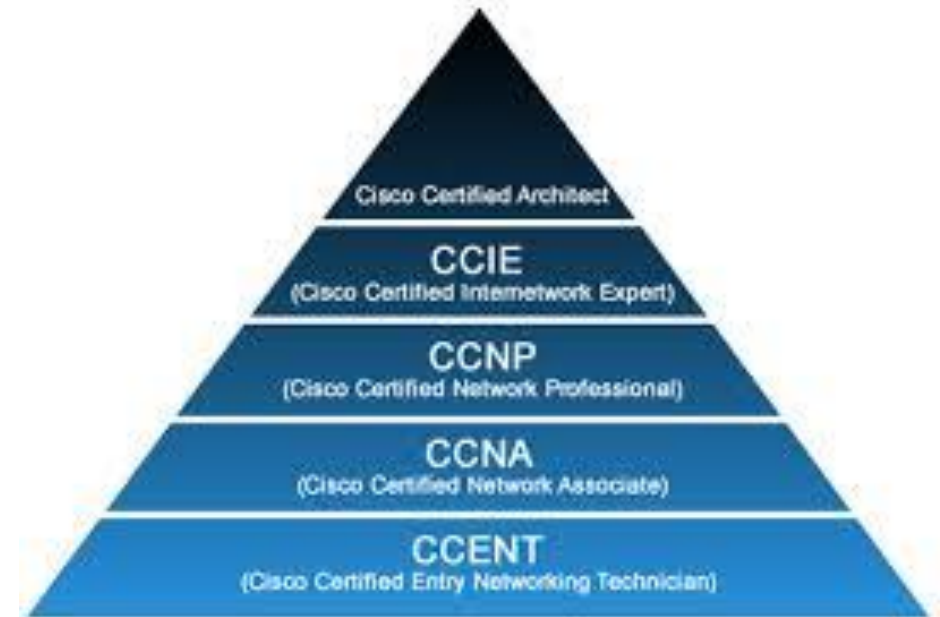 Cisco Certified Architect
CCIE
(Cisco Certified Internetwork Expert)
CCNP
(Cisco Certified Network Professional)
CCNA
(Cisco Certified Network Associate)
CCENT
(Cisco Certified Entry Networking Technician)